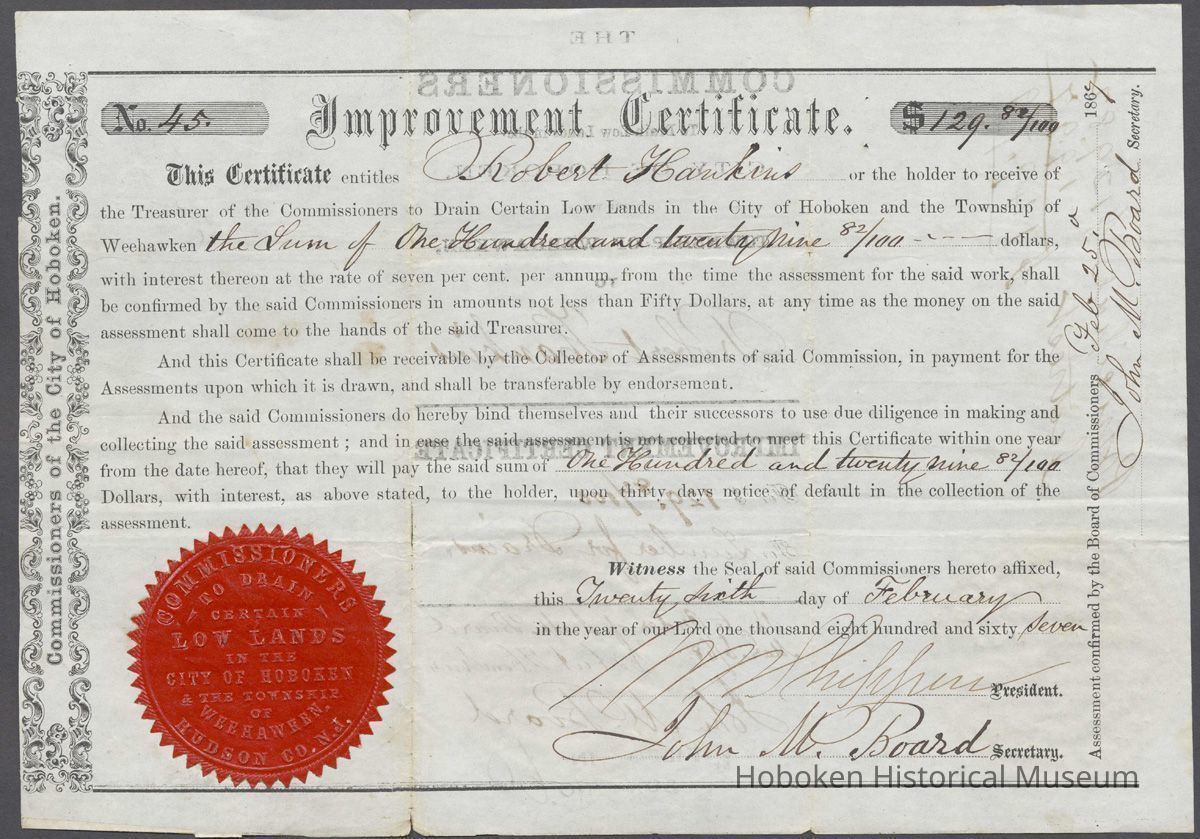 Commissioners of the City of Hoboken.
No. 45. Improvement Certificate. $129. 82/100
This Certificate entitles Robert Hawkins or the holder to receive of
the Treasurer of the Commissioners to Drain Certain Low Lands in the City of Hoboken and the Township of
Weehawken the Sum of One Hundred and twenty nine 82/100 - - - - dollars,
with interest thereon at the rate of seven per cent. per annum, from the time the assessment for the said work, shall
be confirmed by the said Commissioners in amounts not less than Fifty Dollars, at any time as the money on the said
assessment shall come to the hands of the said Treasurer.
And this Certificate shall be receivable by the Collector of Assessments of said Commission, in payment for the
Assessments upon which it is drawn, and shall be transferable by endorsement.
And the said Commissioners do hereby bind themselves and their successors to use due diligence in making and
collecting the said assessment ; and in case the said assessment is not collected to meet this Certificate within one year
from the date hereof, that they will pay the said sum of One Hundred and twenty nine 82/100
Dollars, with interest, as above stated, to the holder, upon thirty days notice of default in the collection of the
assessment.
Witness the Seal of said Commissioners hereto affixed,
this Twenty sixth day of February
in the year of our Lord one thousand eight hundred and sixty seven
President.
John M. Board Secretary.
COMMISSIONERS
TO DRAIN
CERTAIN
LOW LANDS
IN THE
CITY OF HOBOKEN
& THE TOWNSHIP
OF
WEEHAWKEN,
HUDSON CO. N.J.
Assessment confirmed by the Board of Commissioners Feb 25, 1867
John M. Board Secretary.
Hoboken Historical Museum